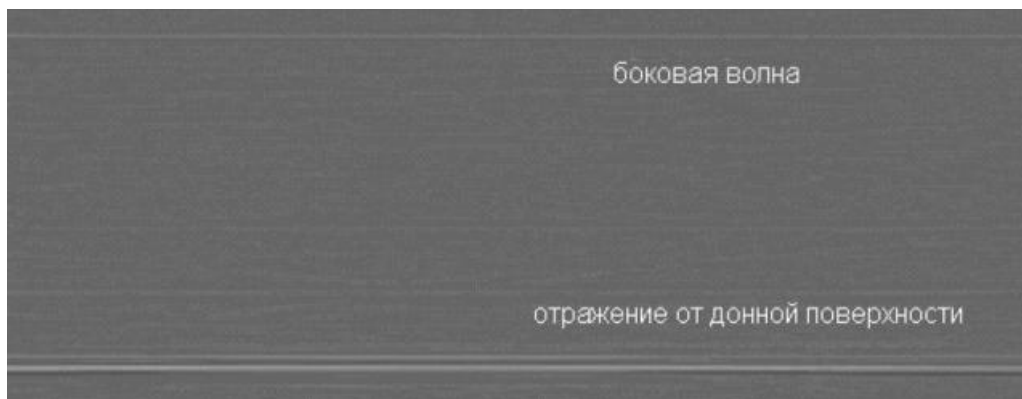 боковая волна
отражение от донной поверхности